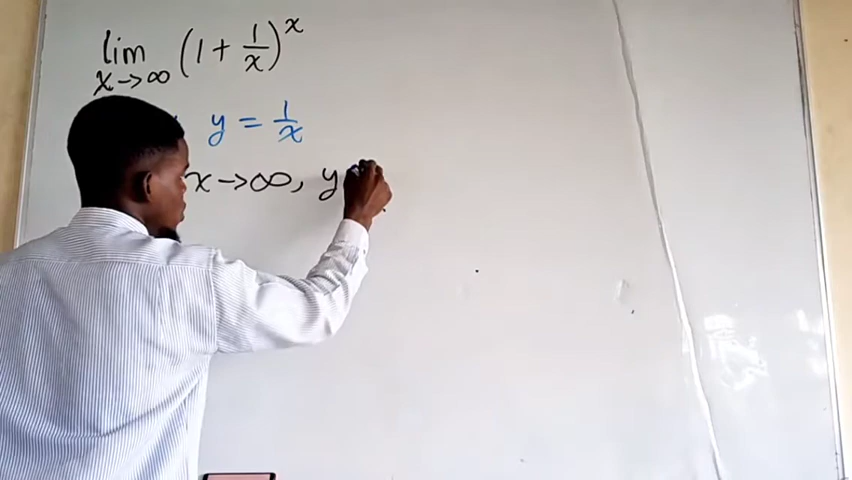 lim x→∞ (1 + 1/x)^x
y = 1/x
x → ∞, y